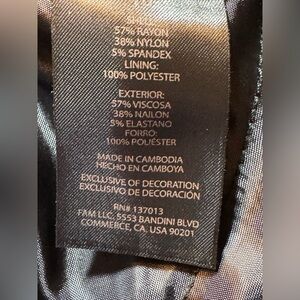 SHELL:
57% RAYON
38% NYLON
5% SPANDEX
LINING:
100% POLYESTER
EXTERIOR:
57% VISCOSA
38% NAILON
5% ELASTANO
FORRO:
100% POLIÉSTER
MADE IN CAMBODIA
HECHO EN CAMBOYA
EXCLUSIVE OF DECORATION
EXCLUSIVO DE DECORACIÓN
RN# 137013
FAM LLC. 5553 BANDINI BLVD
COMMERCE, CA. USA 90201